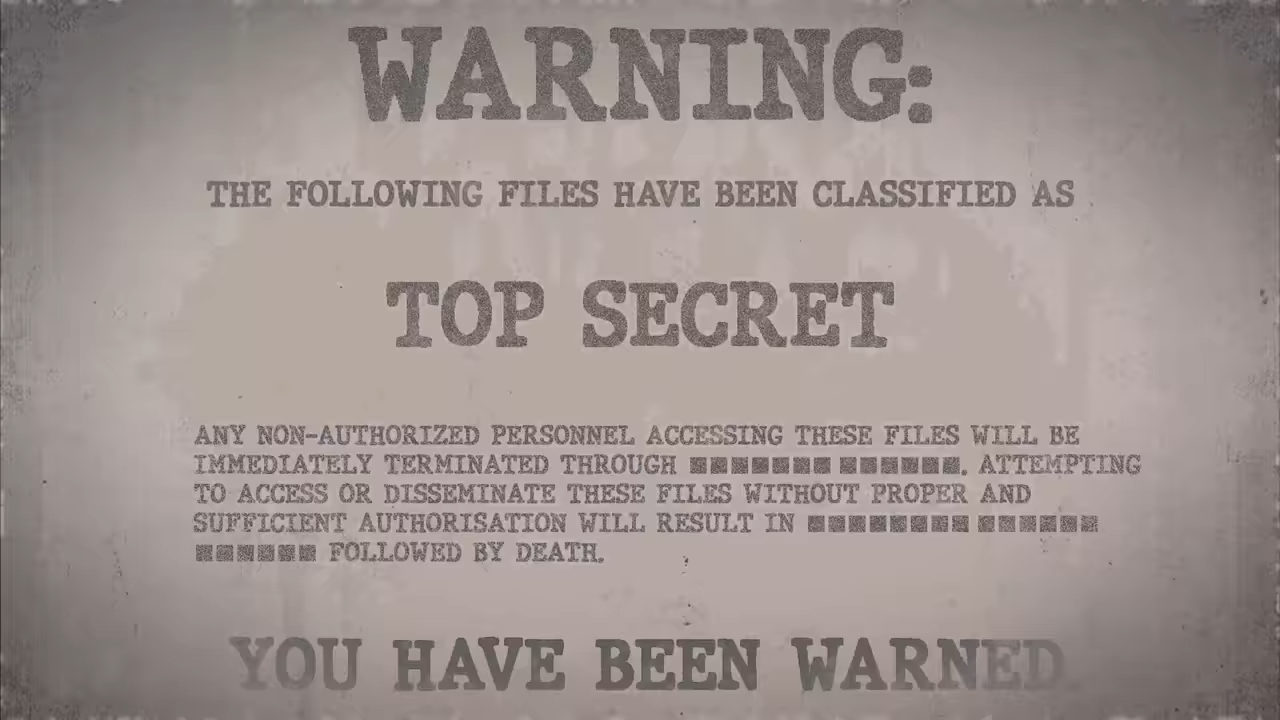 WARNING:
THE FOLLOWING FILES HAVE BEEN CLASSIFIED AS
TOP SECRET
ANY NON-AUTHORIZED PERSONNEL ACCESSING THESE FILES WILL BE
IMMEDIATELY TERMINATED THROUGH ■■■■■■■ ■■■■■■. ATTEMPTING
TO ACCESS OR DISSEMINATE THESE FILES WITHOUT PROPER AND
SUFFICIENT AUTHORISATION WILL RESULT IN ■■■■■■■■ ■■■■■■
■■■■■■ FOLLOWED BY DEATH.
YOU HAVE BEEN WARNED.